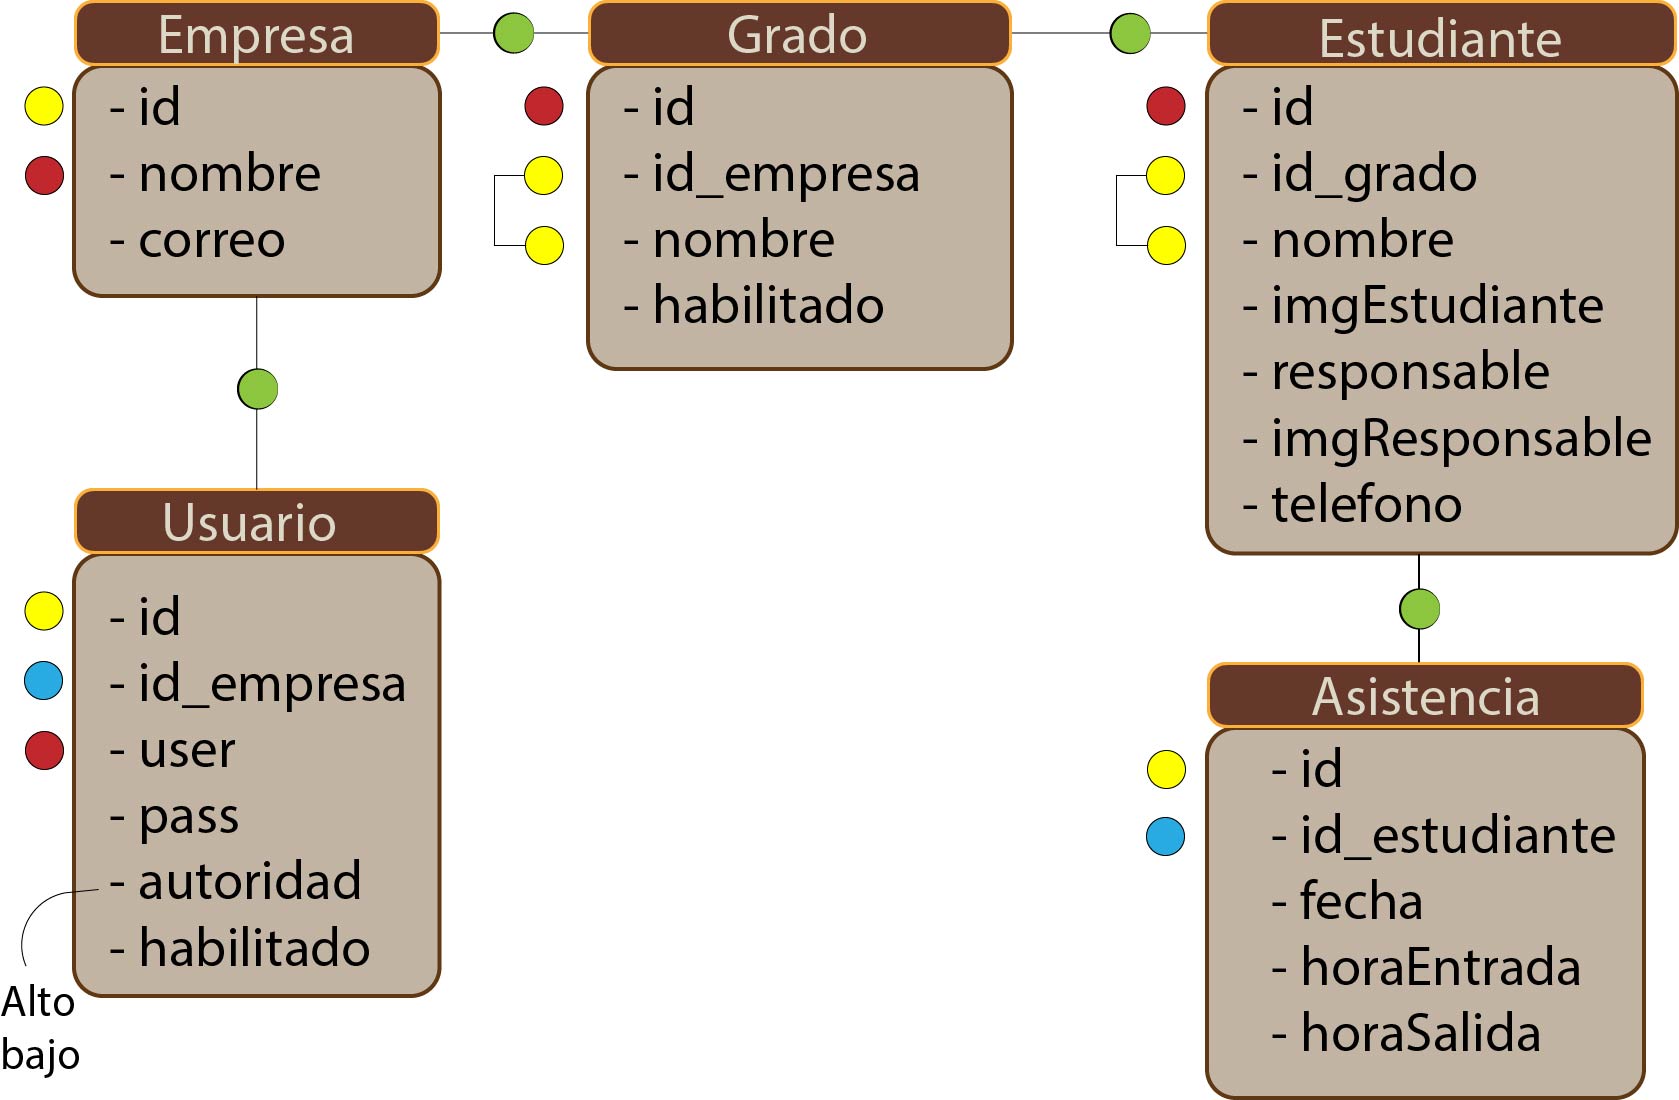 Empresa
- id
- nombre
- correo
Grado
- id
- id_empresa
- nombre
- habilitado
Estudiante
- id
- id_grado
- nombre
- imgEstudiante
- responsable
- imgResponsable
- telefono
Usuario
- id
- id_empresa
- user
- pass
- autoridad
- habilitado
Alto
bajo
Asistencia
- id
- id_estudiante
- fecha
- horaEntrada
- horaSalida